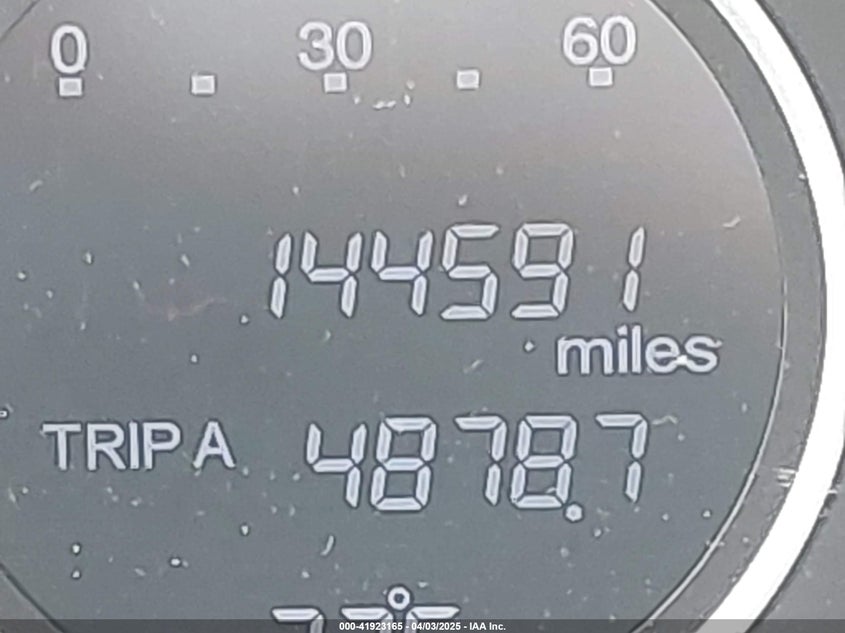 0 30 60
144591
miles
TRIP A 4878.7
000-41923165 - 04/03/2025 - IAA Inc.